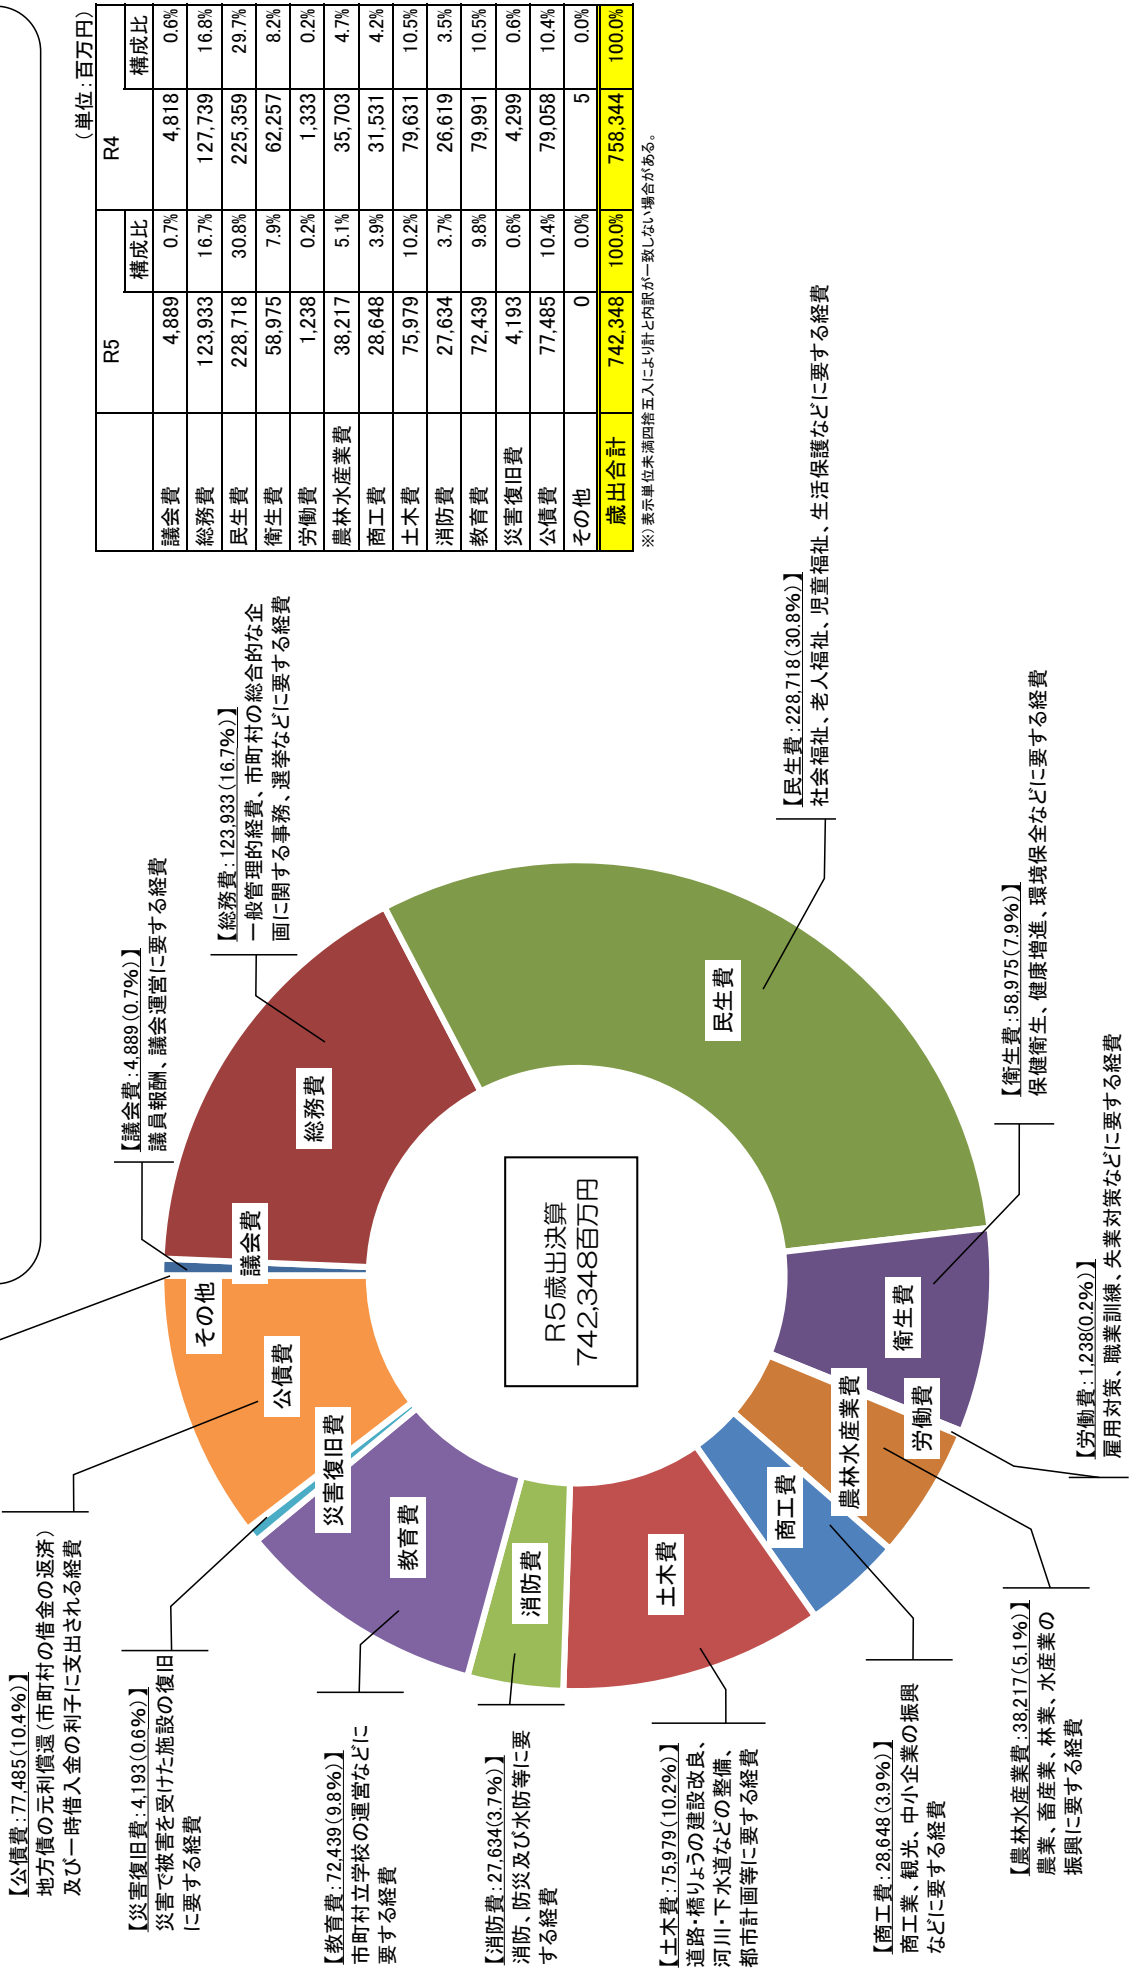 【公債費：77,485(10.4%)】
地方債の元利償還(市町村の借金の返済)
及び一時借入金の利子に支出される経費
【災害復旧費：4,193(0.6%)】
災害で被害を受けた施設の復旧
に要する経費
【教育費：72,439(9.8%)】
市町村立学校の運営などに
要する経費
【消防費：27,634(3.7%)】
消防、防災及び水防等に要
する経費
【土木費：75,979(10.2%)】
道路・橋りょうの建設改良、
河川・下水道などの整備、
都市計画等に要する経費
【商工費：28,648(3.9%)】
商工業、観光、中小企業の振興
などに要する経費
【農林水産業費：38,217(5.1%)】
農業、畜産業、林業、水産業の
振興に要する経費
【労働費：1,238(0.2%)】
雇用対策、職業訓練、失業対策などに要する経費
【衛生費：58,975(7.9%)】
保健衛生、健康増進、環境保全などに要する経費
【民生費：228,718(30.8%)】
社会福祉、老人福祉、児童福祉、生活保護などに要する経費
【総務費：123,933(16.7%)】
一般管理的経費、市町村の総合的な企
画に関する事務、選挙などに要する経費
【議会費：4,889(0.7%)】
議員報酬、議会運営に要する経費
その他
議会費
総務費
民生費
衛生費
労働費
農林水産業費
商工費
土木費
消防費
教育費
災害復旧費
公債費
R5歳出決算
742,348百万円
(単位：百万円)
R5 R4
構成比 構成比
議会費 4,889 0.7% 4,818 0.6%
総務費 123,933 16.7% 127,739 16.8%
民生費 228,718 30.8% 225,359 29.7%
衛生費 58,975 7.9% 62,257 8.2%
労働費 1,238 0.2% 1,333 0.2%
農林水産業費 38,217 5.1% 35,703 4.7%
商工費 28,648 3.9% 31,531 4.2%
土木費 75,979 10.2% 79,631 10.5%
消防費 27,634 3.7% 26,619 3.5%
教育費 72,439 9.8% 79,991 10.5%
災害復旧費 4,193 0.6% 4,299 0.6%
公債費 77,485 10.4% 79,058 10.4%
その他 0 0.0% 5 0.0%
歳出合計 742,348 100.0% 758,344 100.0%
※)表示単位未満四捨五入により計と内訳が一致しない場合がある。